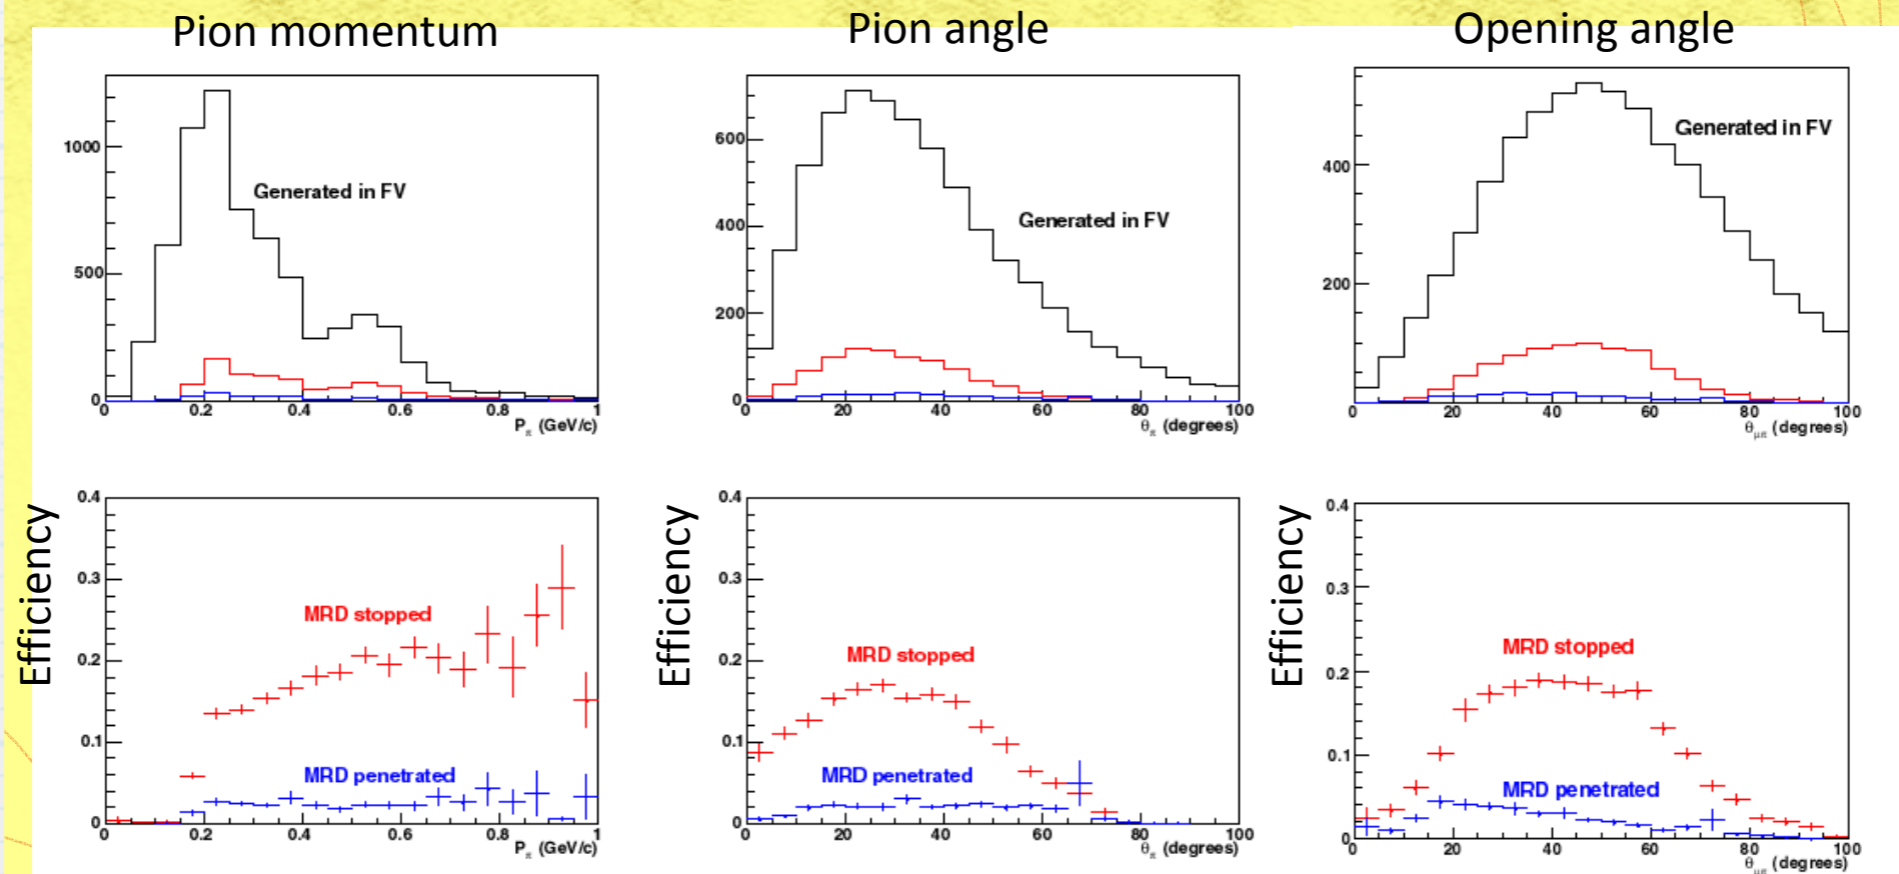 Pion momentum
1000
500
0
Generated in FV
0 0.2 0.4 0.6 0.8 1
Pπ (GeV/c)
Pion angle
600
400
200
0
Generated in FV
0 20 40 60 80 100
θπ (degrees)
Opening angle
400
200
Generated in FV
0 20 40 60 80 100
θμπ (degrees)
Efficiency
0.4
0.3
0.2
0.1
0
MRD stopped
MRD penetrated
0 0.2 0.4 0.6 0.8 1
Pπ (GeV/c)
Efficiency
0.4
0.3
0.2
0.1
0
MRD stopped
MRD penetrated
0 20 40 60 80 100
θπ (degrees)
Efficiency
0.4
0.3
0.2
0.1
0
MRD stopped
MRD penetrated
0 20 40 60 80 100
θμπ (degrees)